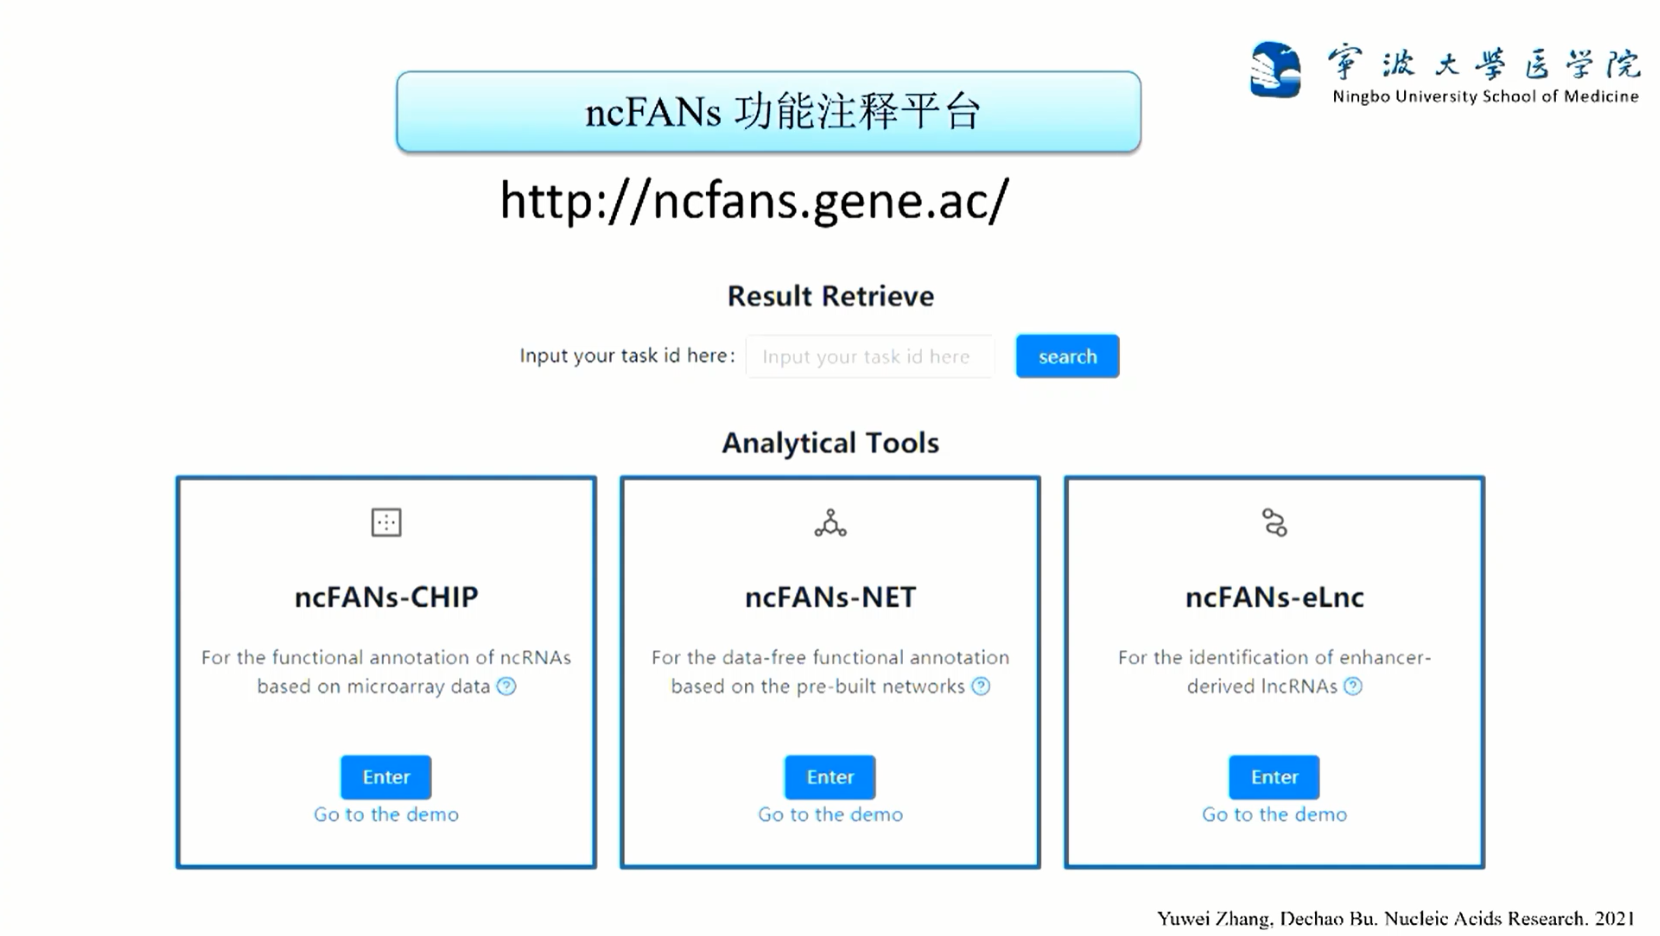 寧波大學医学院
Ningbo University School of Medicine
ncFANs 功能注释平台
http://ncfans.gene.ac/
Result Retrieve
Input your task id here: Input your task id here search
Analytical Tools
ncFANs-CHIP
For the functional annotation of ncRNAs
based on microarray data ?
Enter
Go to the demo
ncFANs-NET
For the data-free functional annotation
based on the pre-built networks ?
Enter
Go to the demo
ncFANs-eLnc
For the identification of enhancer-
derived lncRNAs ?
Enter
Go to the demo
Yuwei Zhang, Dechao Bu. Nucleic Acids Research. 2021